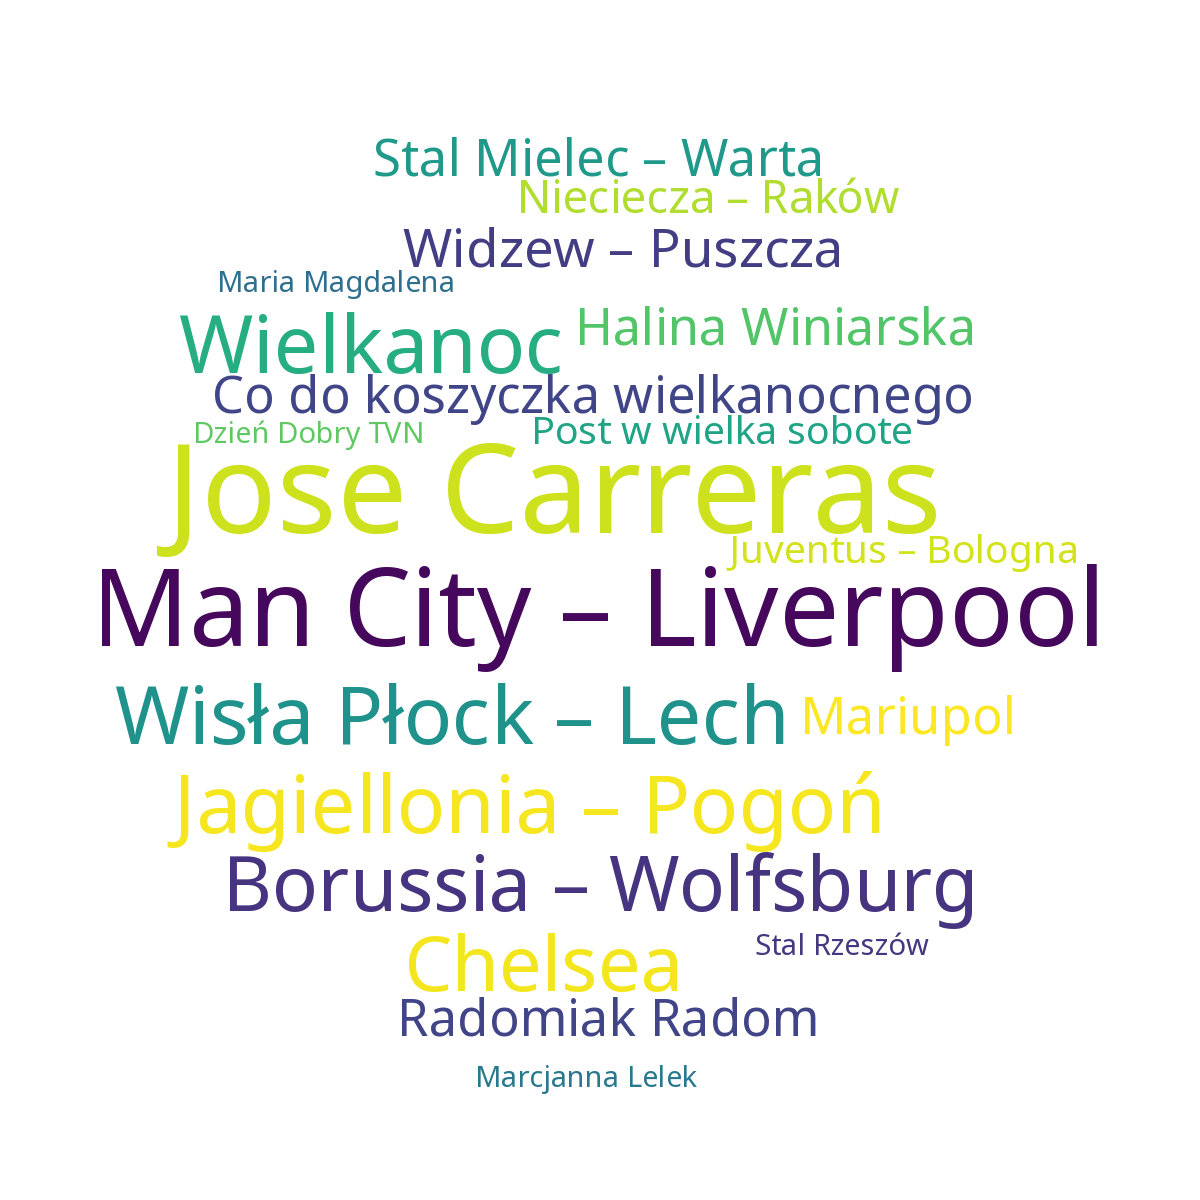 Stal Mielec – Warta
Nieciecza – Raków
Widzew – Puszcza
Maria Magdalena
Wielkanoc
Halina Winiarska
Co do koszyczka wielkanocnego
Dzień Dobry TVN
Post w wielka sobote
Jose Carreras
Juventus – Bologna
Man City – Liverpool
Wisła Płock – Lech
Mariupol
Jagiellonia – Pogoń
Borussia – Wolfsburg
Chelsea
Stal Rzeszów
Radomiak Radom
Marcjanna Lelek